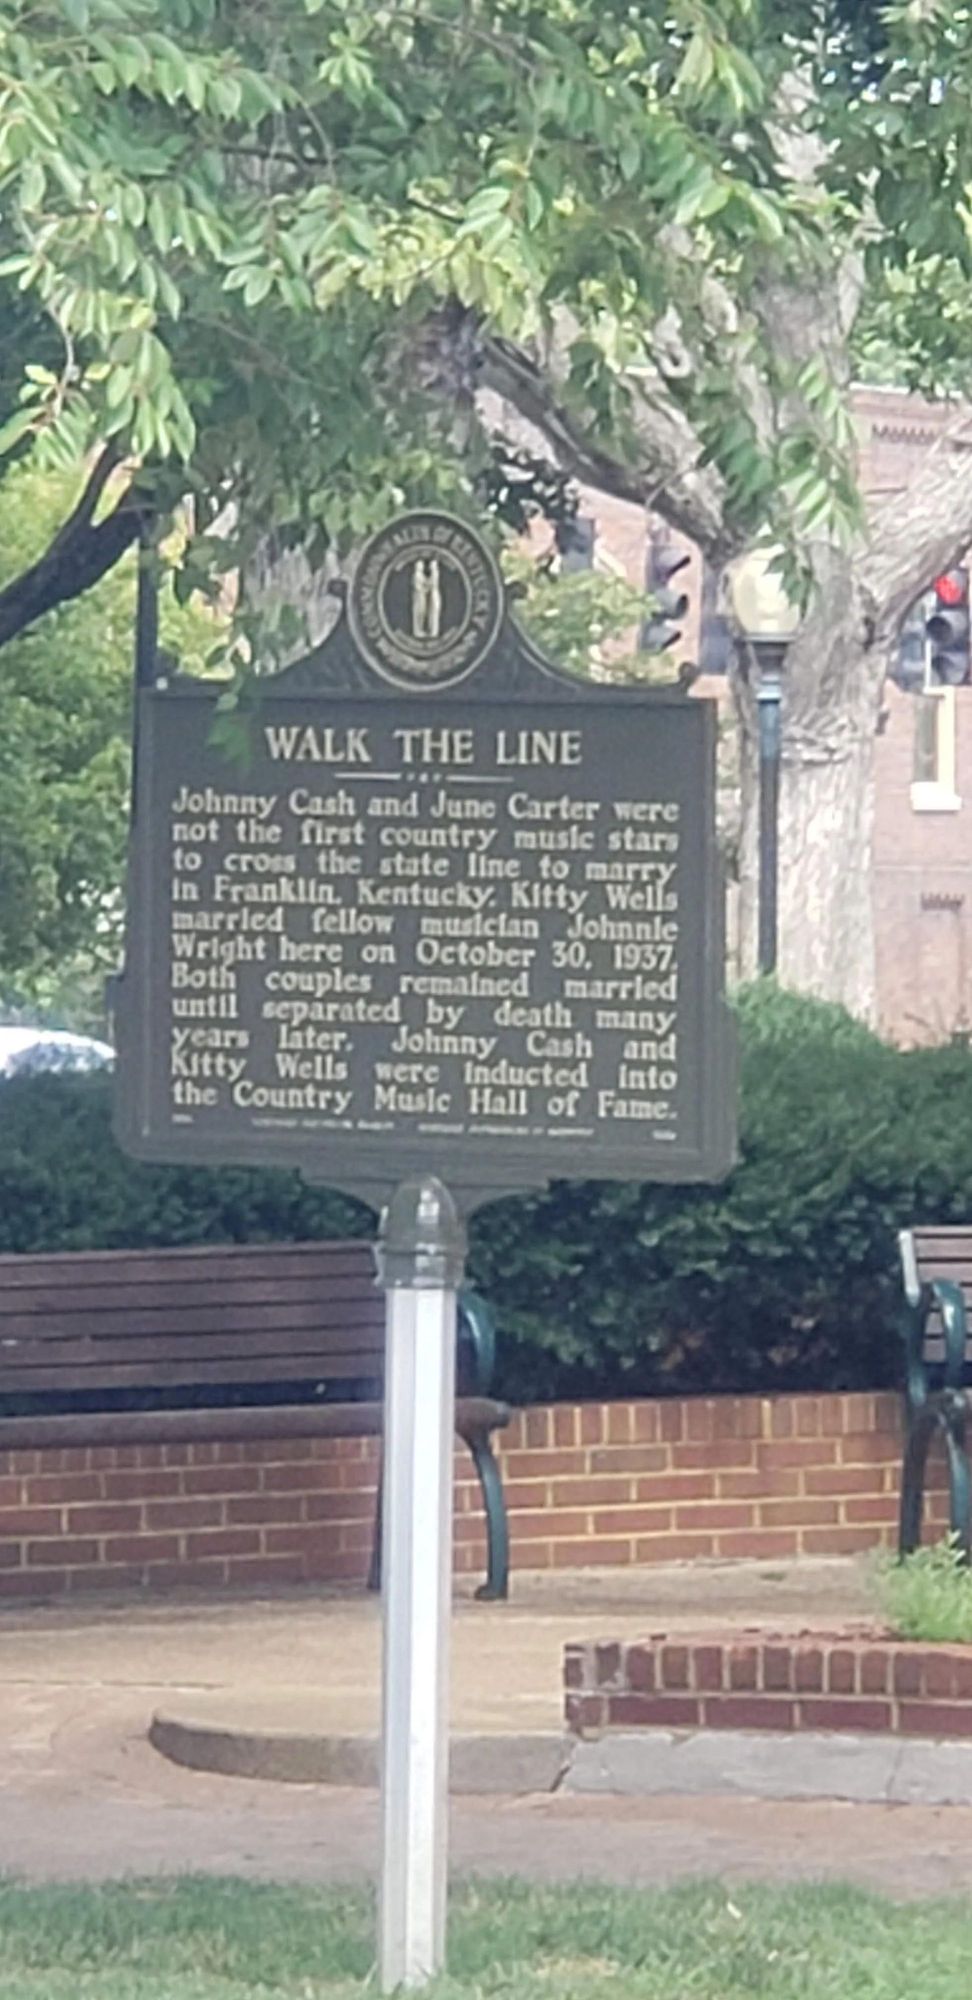 COMMONWEALTH OF KENTUCKY
WALK THE LINE
Johnny Cash and June Carter were
not the first country music stars
to cross the state line to marry
in Franklin, Kentucky. Kitty Wells
married fellow musician Johnnie
Wright here on October 30, 1937.
Both couples remained married
until separated by death many
years later. Johnny Cash and
Kitty Wells were inducted into
the Country Music Hall of Fame.